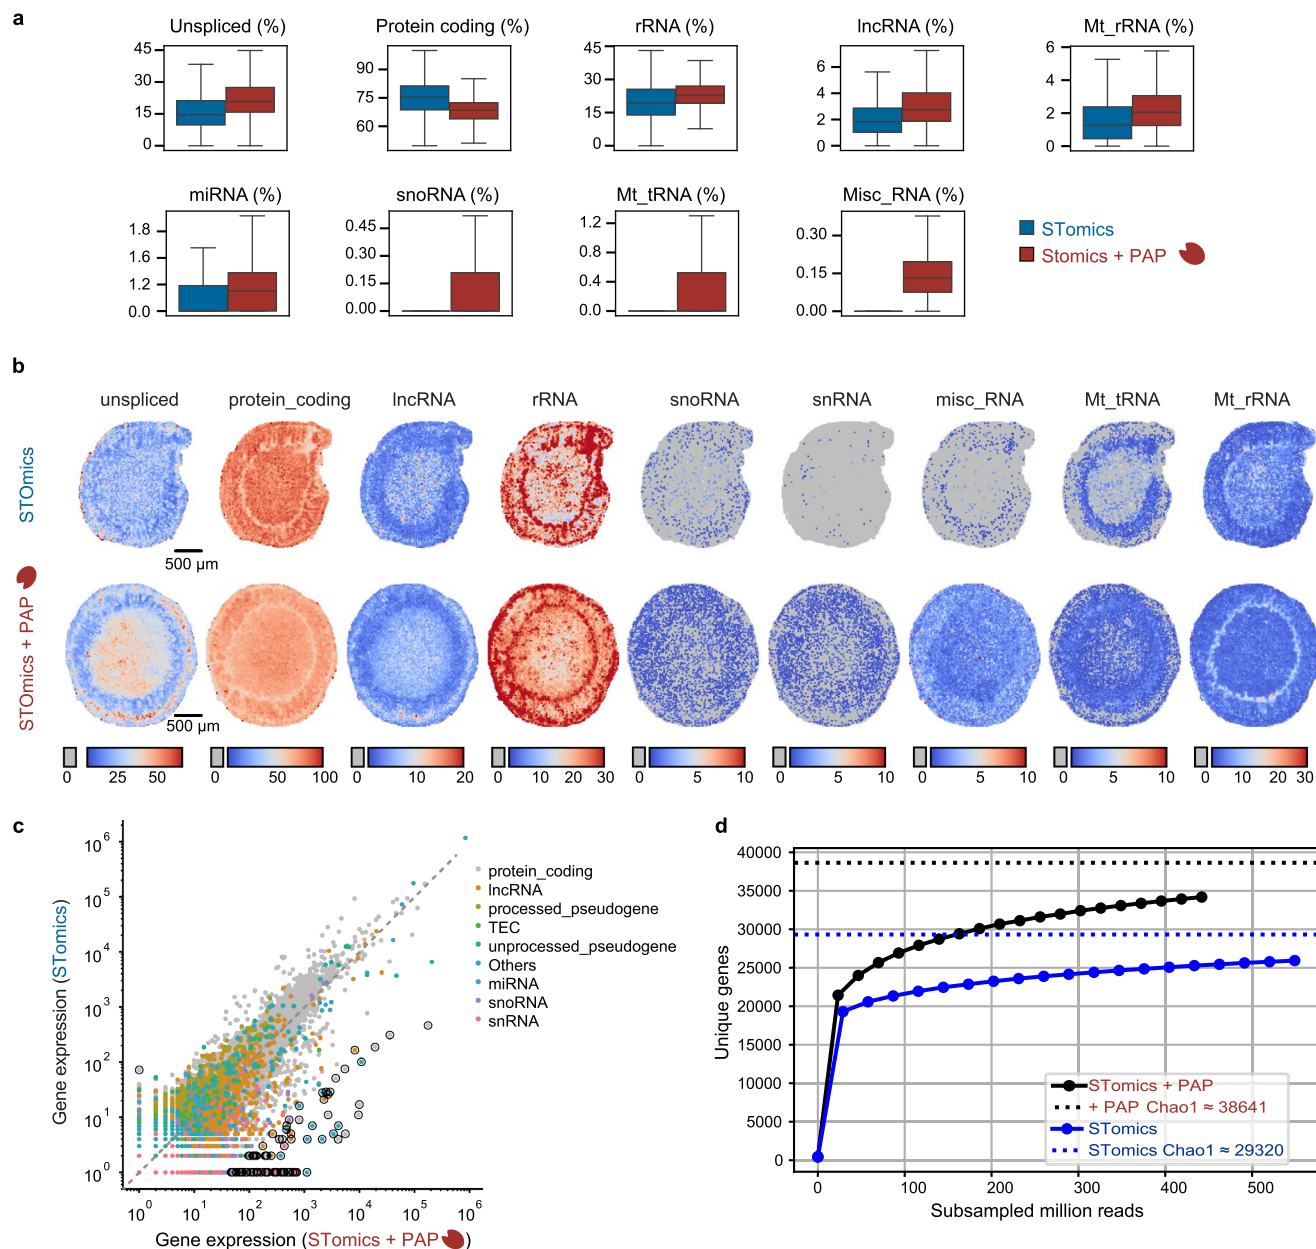 a
Unspliced (%)
Protein coding (%)
rRNA (%)
lncRNA (%)
Mt_rRNA (%)
45
30
15
0
90
75
60
45
30
15
0
6
4
2
0
6
4
2
0
miRNA (%)
snoRNA (%)
Mt_tRNA (%)
Misc_RNA (%)
1.8
1.6
1.2
0.0
0.45
0.30
0.15
0.00
1.2
0.8
0.4
0.0
0.30
0.15
0.00
STomics
Stomics + PAP
b
unspliced
protein_coding
lncRNA
rRNA
snoRNA
snRNA
misc_RNA
Mt_tRNA
Mt_rRNA
STOmics
500 µm
STOmics + PAP
500 µm
0 25 50
0 50 100
0 0 10 20
0 0 10 20 30
0 0 5 10
0 0 5 10
0 0 5 10
0 0 5 10
0 0 10 20 30
c
Gene expression (STomics)
10^6
10^5
10^4
10^3
10^2
10^1
10^0
10^0 10^1 10^2 10^3 10^4 10^5 10^6
Gene expression (STomics + PAP)
protein_coding
lncRNA
processed_pseudogene
TEC
unprocessed_pseudogene
Others
miRNA
snoRNA
snRNA
d
Unique genes
40000
35000
30000
25000
20000
15000
10000
5000
0
0 100 200 300 400 500
Subsampled million reads
STomics + PAP
+ PAP Chao1 ≈ 38641
STomics
STomics Chao1 ≈ 29320